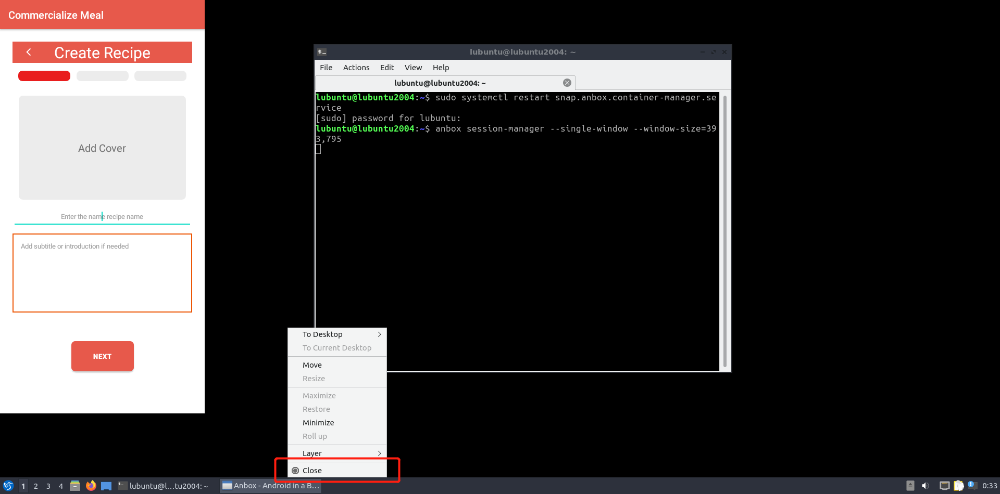 Commercialize Meal
Create Recipe
Add Cover
Enter the name recipe name
Add subtitle or introduction if needed
NEXT
lubuntu@lubuntu2004: ~
File Actions Edit View Help
lubuntu@lubuntu2004: ~
lubuntu@lubuntu2004:~$ sudo systemctl restart snap.anbox.container-manager.se
rvice
[sudo] password for lubuntu:
lubuntu@lubuntu2004:~$ anbox session-manager --single-window --window-size=39
3,795
To Desktop
To Current Desktop
Move
Resize
Maximize
Restore
Minimize
Roll up
Layer
Close
1 2 3 4 lubuntu@l...tu2004: ~ Anbox - Android in a B... 0:33